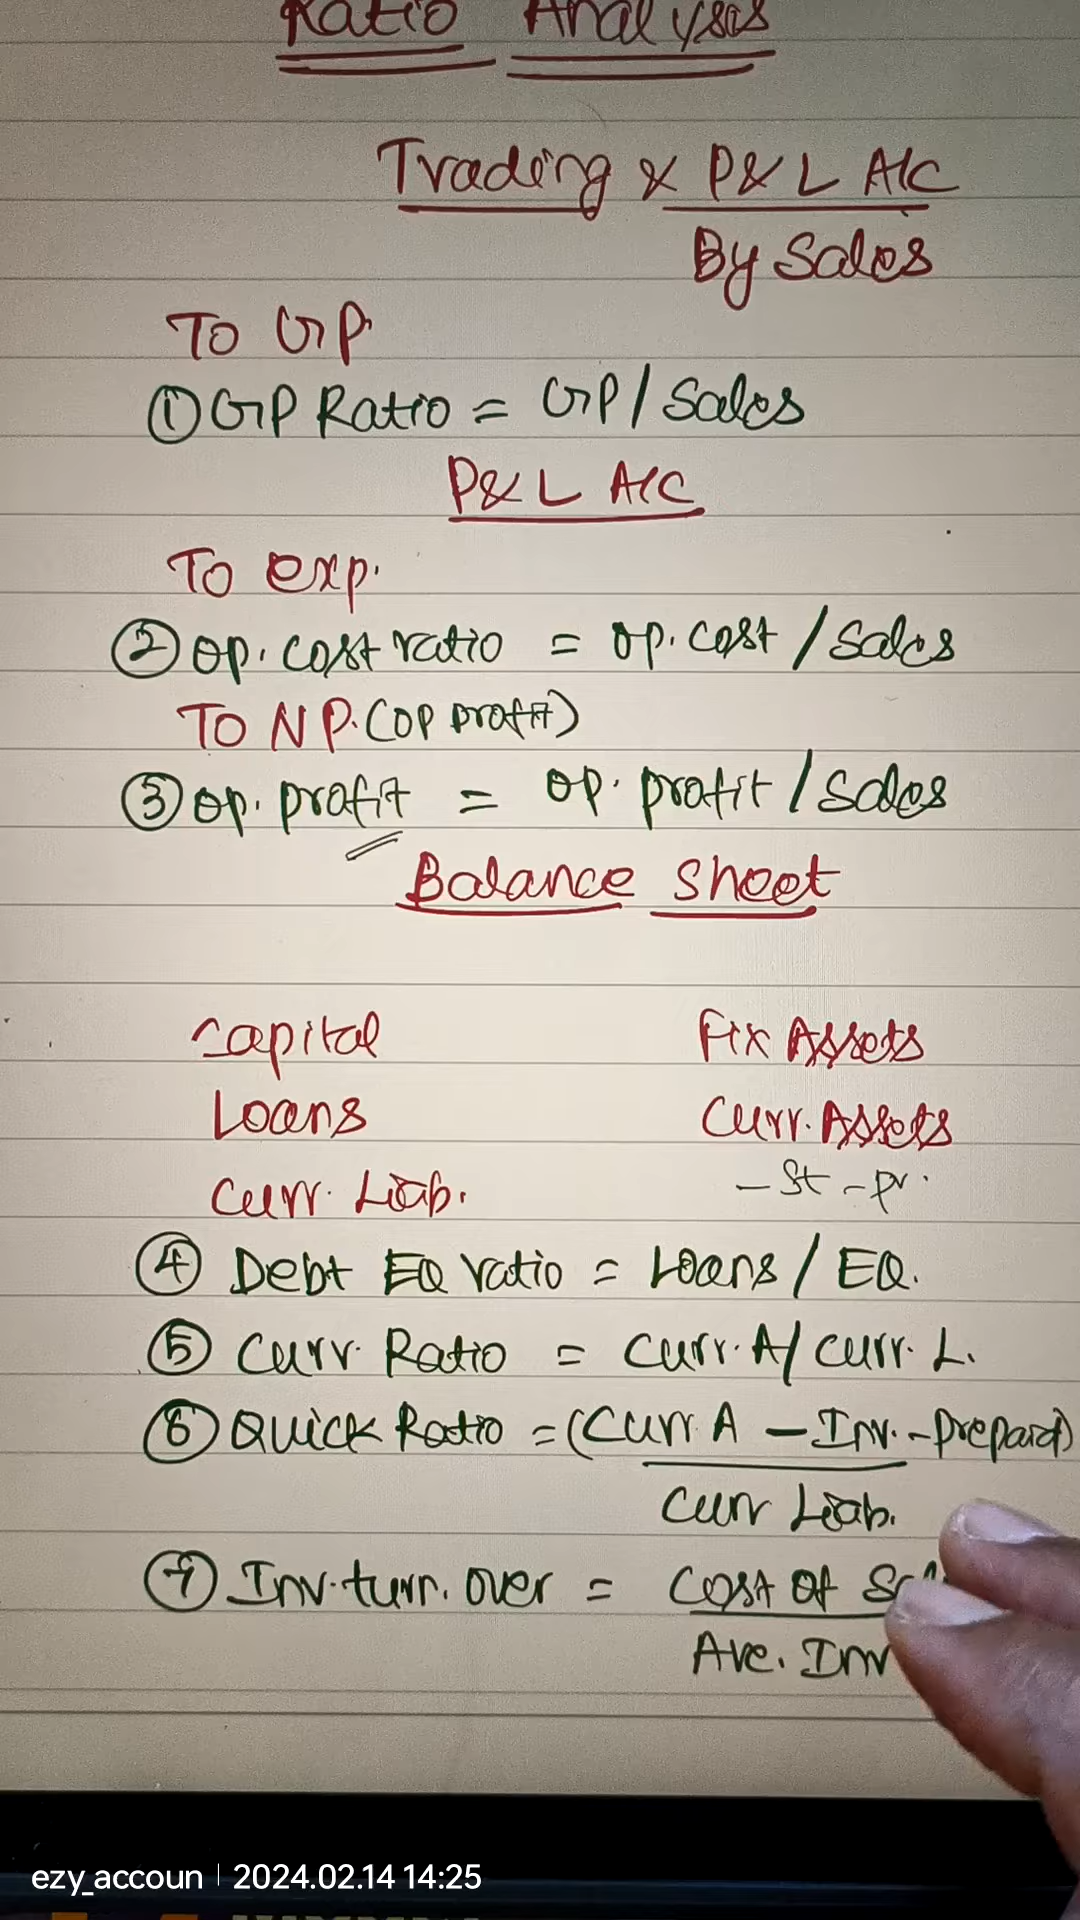 Ratio Analysis
Trading & P&L A/C
By Sales
To GP.
① GP Ratio = GP / Sales
P&L A/C
To exp.
② op. cost ratio = op. cost / Sales
To N P. (op profit)
③ op. profit = op. profit / Sales
Balance Sheet
Capital Fix Assets
Loans Curr. Assets
Curr. Liab. - St - pr.
④ Debt EQ ratio = Loans / EQ.
⑤ Curr. Ratio = Curr. A / Curr. L.
⑥ Quick Ratio = (Curr. A - Inv. - Prepaid)
Curr Liab.
⑦ Inv. turn. over = Cost of
Ave. Inv
ezy_accoun | 2024.02.14 14:25